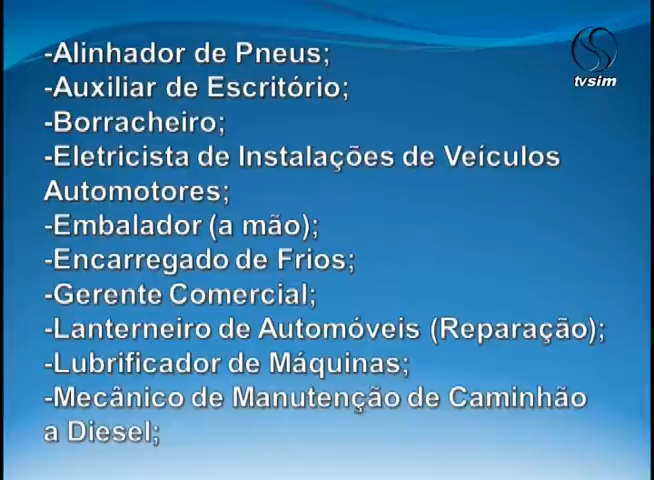 -Alinhador de Pneus;
-Auxiliar de Escritório;
-Borracheiro;
-Eletricista de Instalações de Veículos
Automotores;
-Embalador (a mão);
-Encarregado de Frios;
-Gerente Comercial;
-Lanterneiro de Automóveis (Reparação);
-Lubrificador de Máquinas;
-Mecânico de Manutenção de Caminhão
a Diesel;
tvsim